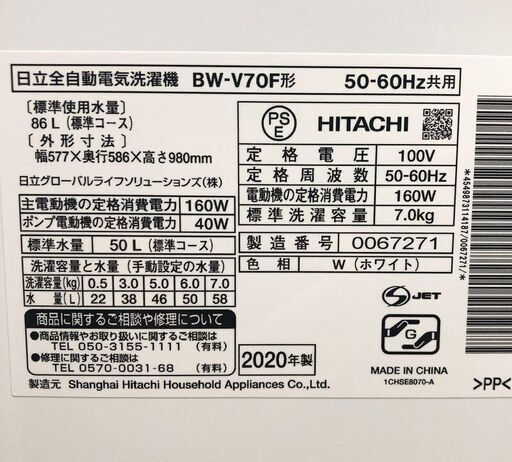 日立全自動電気洗濯機 BW-V70F形 50-60Hz共用
〔標準使用水量〕
86 L (標準コース)
〔外形寸法〕
幅577×奥行586×高さ980mm
日立グローバルライフソリューションズ(株)
主電動機の定格消費電力 160W
ポンプ電動機の定格消費電力 40W
標準水量 50 L (標準コース)
洗濯容量と水量 (手動設定の水量)
洗濯容量(kg) 0.5 3.0 5.0 6.0 7.0
水量(L) 22 38 46 50 58
商品に関するご相談や修理について
●商品情報やお取り扱いに関するご相談
TEL 050-3155-1111 (有料)
●修理に関するご相談
TEL 0570-0031-68 (有料)
PS
E
HITACHI
定格電圧 100V
定格周波数 50-60Hz
電動機の定格消費電力 160W
標準洗濯容量 7.0kg
製造番号 0067271
色相 W (ホワイト)
S JET
2020年製
MADE IN CHINA
1CHSE8070-A
製造元 Shanghai Hitachi Household Appliances Co.,Ltd.
>PP<
*4549873114187/0067271/*